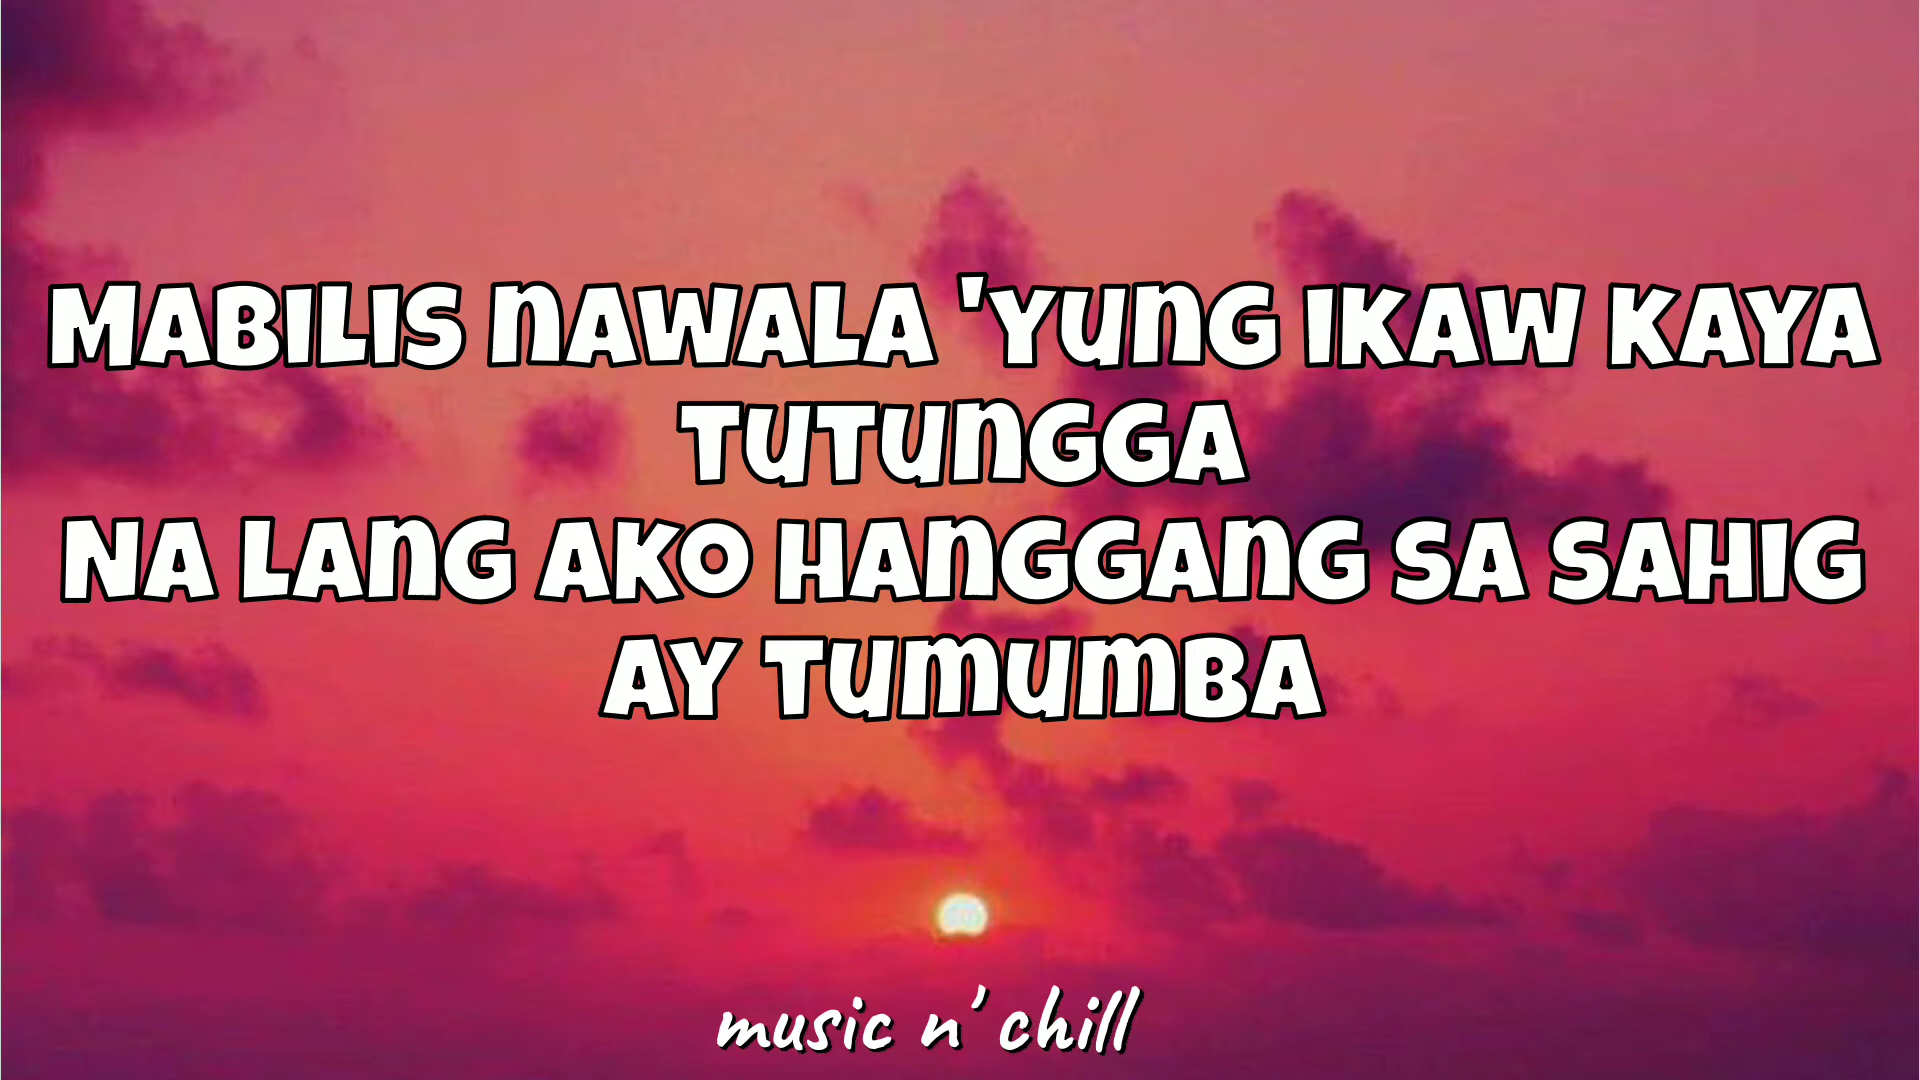 MABILIS NAWALA 'YUNG IKAW KAYA
TUTUNGGA
NA LANG AKO HANGGANG SA SAHIG
AY TUMUMBA
music n' chill